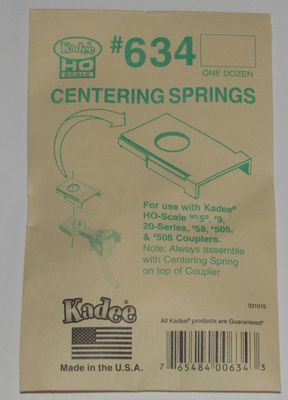 Kadee
HO
SCALE
#634
ONE DOZEN
CENTERING SPRINGS
For use with Kadee®
HO-Scale NO5®, #9,
20-Series, #58, #505,
& #508 Couplers.
Note: Always assemble
with Centering Spring
on top of Coupler.
Kadee®
Made in the U.S.A.
031015
All Kadee® products are Guaranteed®
7 65484 00634 3